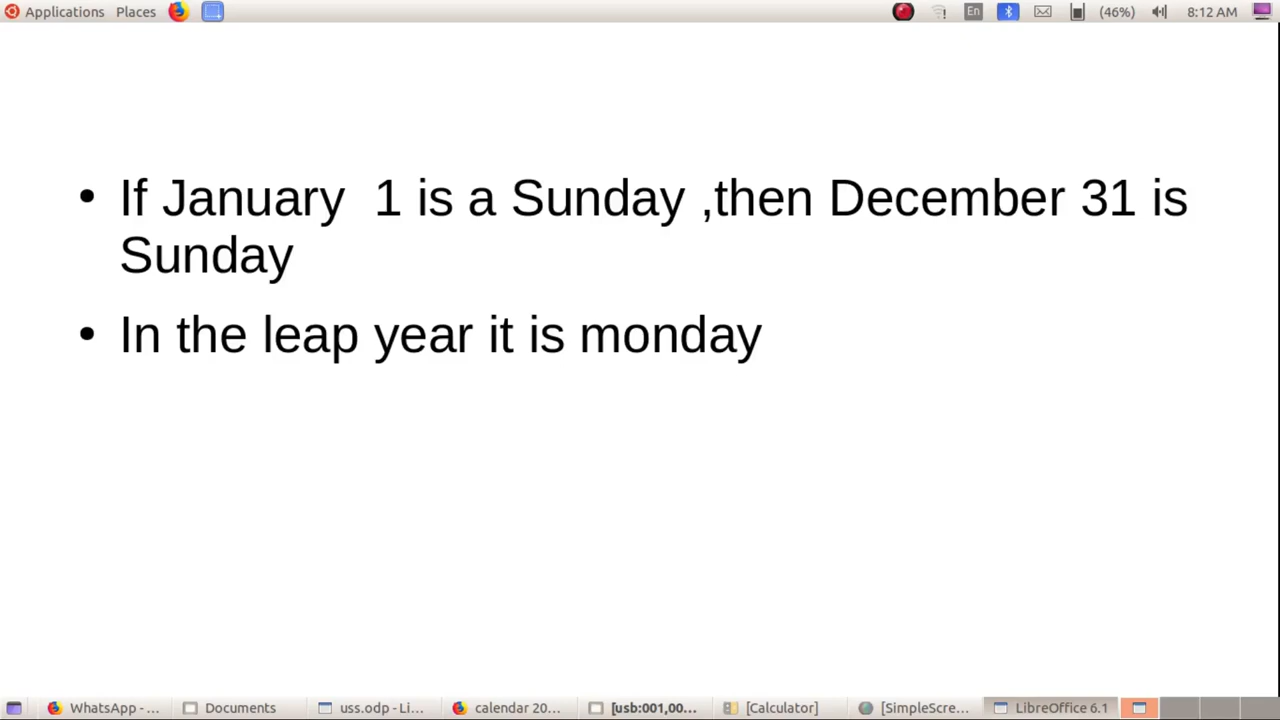 Applications Places En (46%) 8:12 AM
• If January  1 is a Sunday ,then December 31 is
Sunday
• In the leap year it is monday
WhatsApp - ... Documents uss.odp - Li... calendar 20... [usb:001,00... [Calculator] [SimpleScre... LibreOffice 6.1